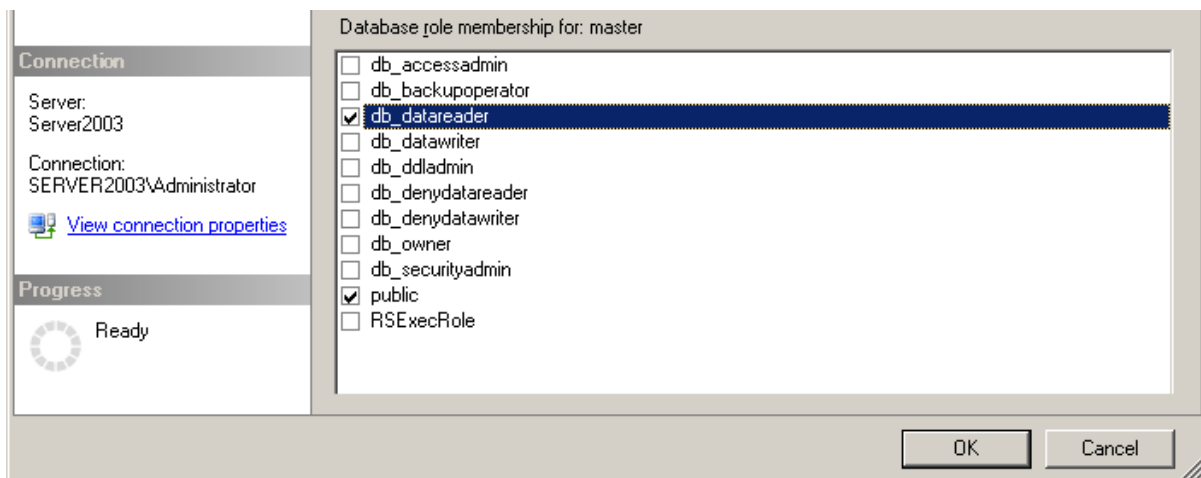 Database role membership for: master
Connection
Server:
Server2003
Connection:
SERVER2003\Administrator
View connection properties
Progress
Ready
db_accessadmin
db_backupoperator
db_datareader
db_datawriter
db_ddladmin
db_denydatareader
db_denydatawriter
db_owner
db_securityadmin
public
RSExecRole
OK
Cancel